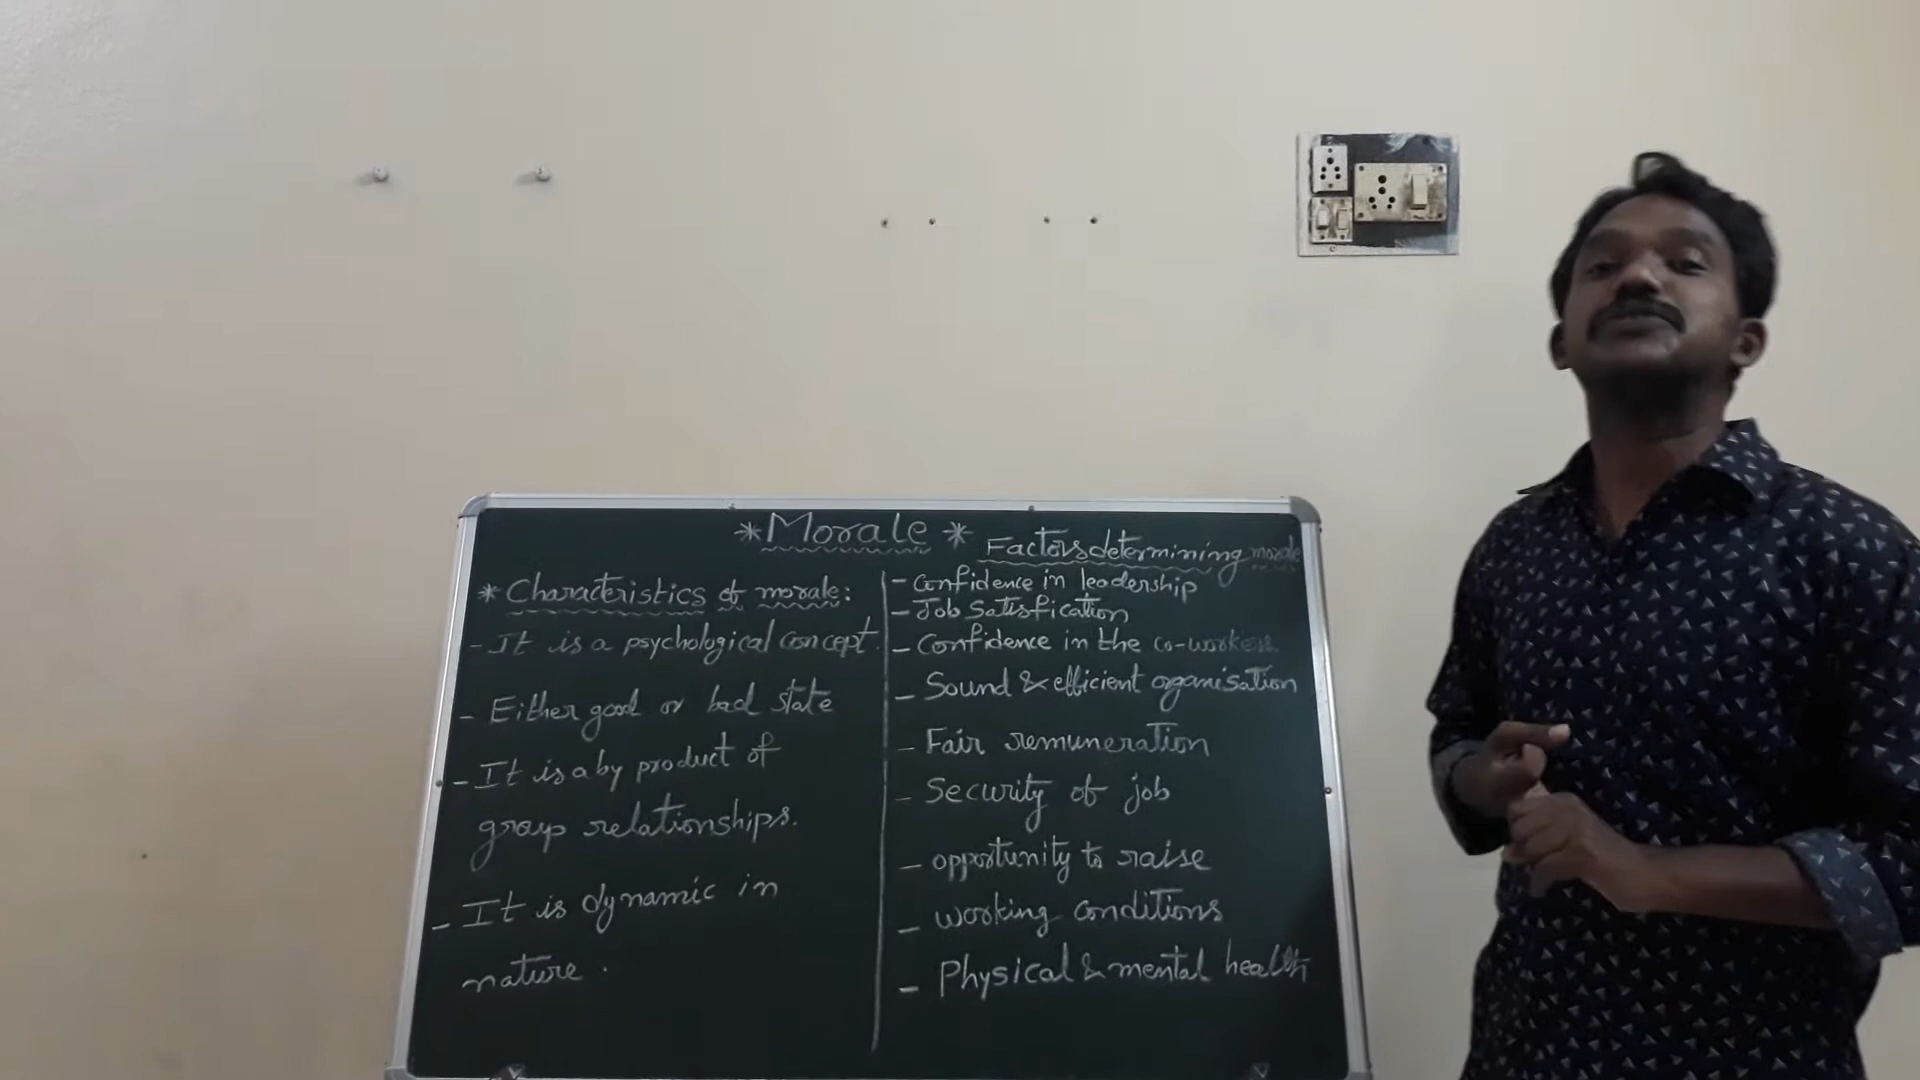 *Morale*
* Characteristics of morale:
- It is a psychological concept.
- Either good or bad state
- It is a by product of
group relationships.
- It is dynamic in
nature.
Factors determining morale
- Confidence in leadership
- Job Satisfication
- Confidence in the co-workers.
- Sound & efficient oganisation
- Fair remuneration
- Security of job
- opportunity to raise
- working conditions
- Physical & mental health